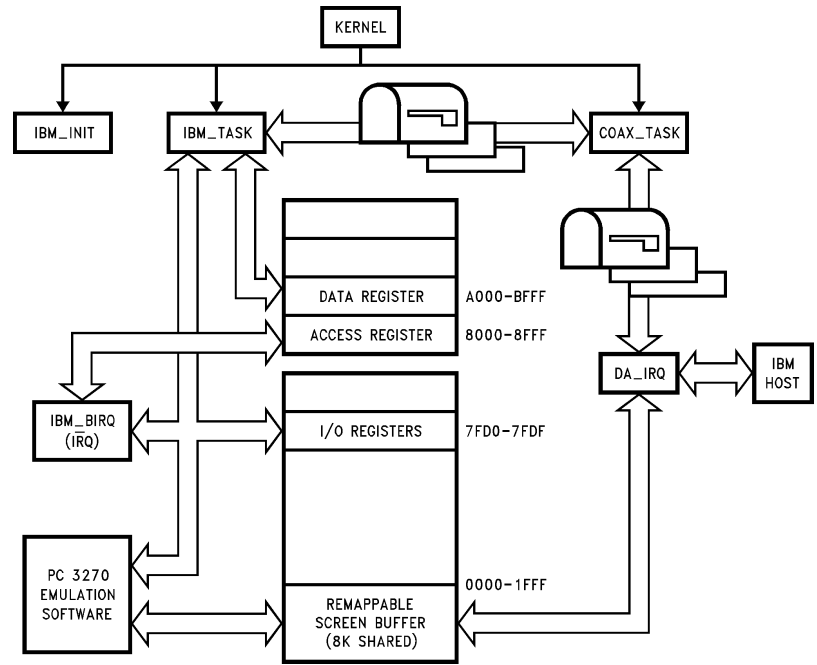 KERNEL
IBM_INIT
IBM_TASK
COAX_TASK
DATA REGISTER
A000-BFFF
ACCESS REGISTER
8000-8FFF
DA_IRQ
IBM
HOST
IBM_BIRQ
(IRQ)
I/O REGISTERS
7FD0-7FDF
PC 3270
EMULATION
SOFTWARE
0000-1FFF
REMAPPABLE
SCREEN BUFFER
(8K SHARED)